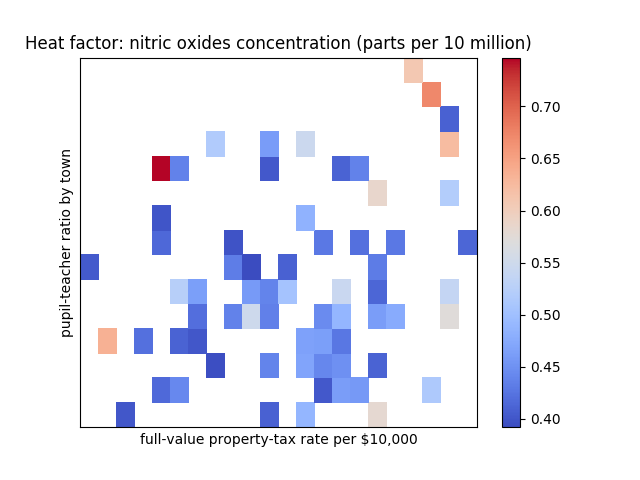 Heat factor: nitric oxides concentration (parts per 10 million)
pupil-teacher ratio by town
full-value property-tax rate per $10,000
0.70
0.65
0.60
0.55
0.50
0.45
0.40